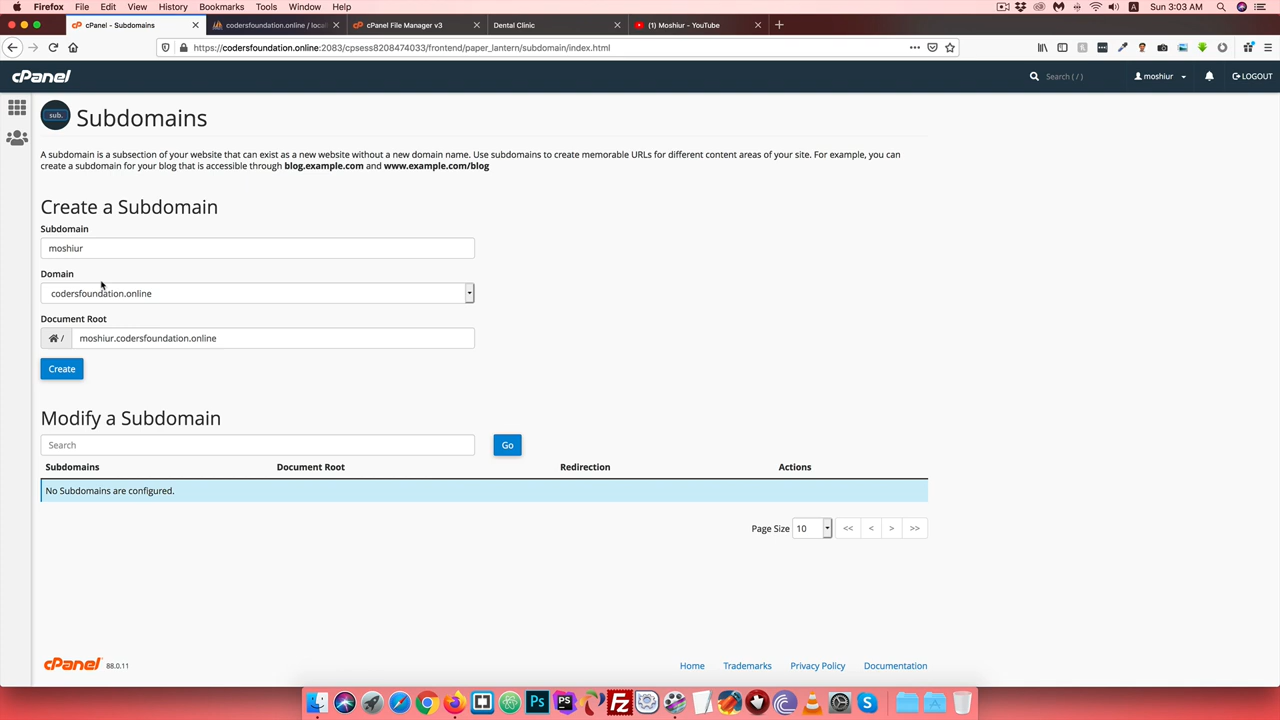 Firefox File Edit View History Bookmarks Tools Window Help
Sun 3:03 AM
cPanel - Subdomains
codersfoundation.online / local
cPanel File Manager v3
Dental Clinic
(1) Moshiur - YouTube
https://codersfoundation.online:2083/cpsess8208474033/frontend/paper_lantern/subdomain/index.html
cPanel
Search ( / )
moshiur
LOGOUT
sub.
Subdomains
A subdomain is a subsection of your website that can exist as a new website without a new domain name. Use subdomains to create memorable URLs for different content areas of your site. For example, you can
create a subdomain for your blog that is accessible through blog.example.com and www.example.com/blog
Create a Subdomain
Subdomain
moshiur
Domain
codersfoundation.online
Document Root
/ moshiur.codersfoundation.online
Create
Modify a Subdomain
Search
Go
Subdomains Document Root Redirection Actions
No Subdomains are configured.
Page Size 10 << < > >>
cPanel 88.0.11
Home Trademarks Privacy Policy Documentation